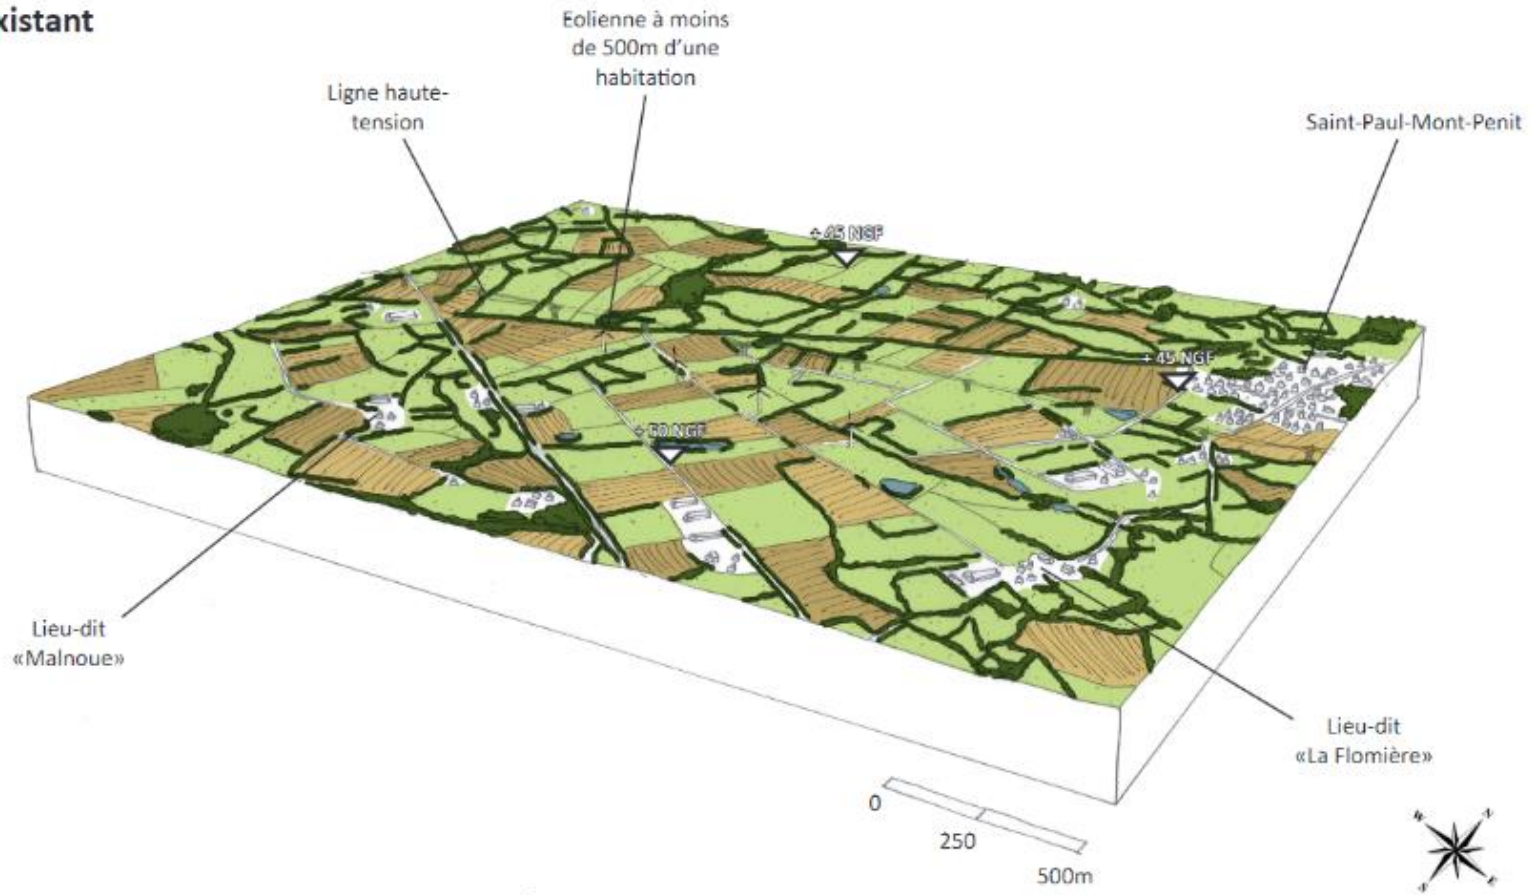 xistant
Eolienne à moins
de 500m d'une
habitation
Ligne haute-
tension
Saint-Paul-Mont-Penit
+ 45 NGF
+ 45 NGF
NGF
Lieu-dit
«Malnoue»
Lieu-dit
«La Flomière»
0
250
500m
W
N
S
E